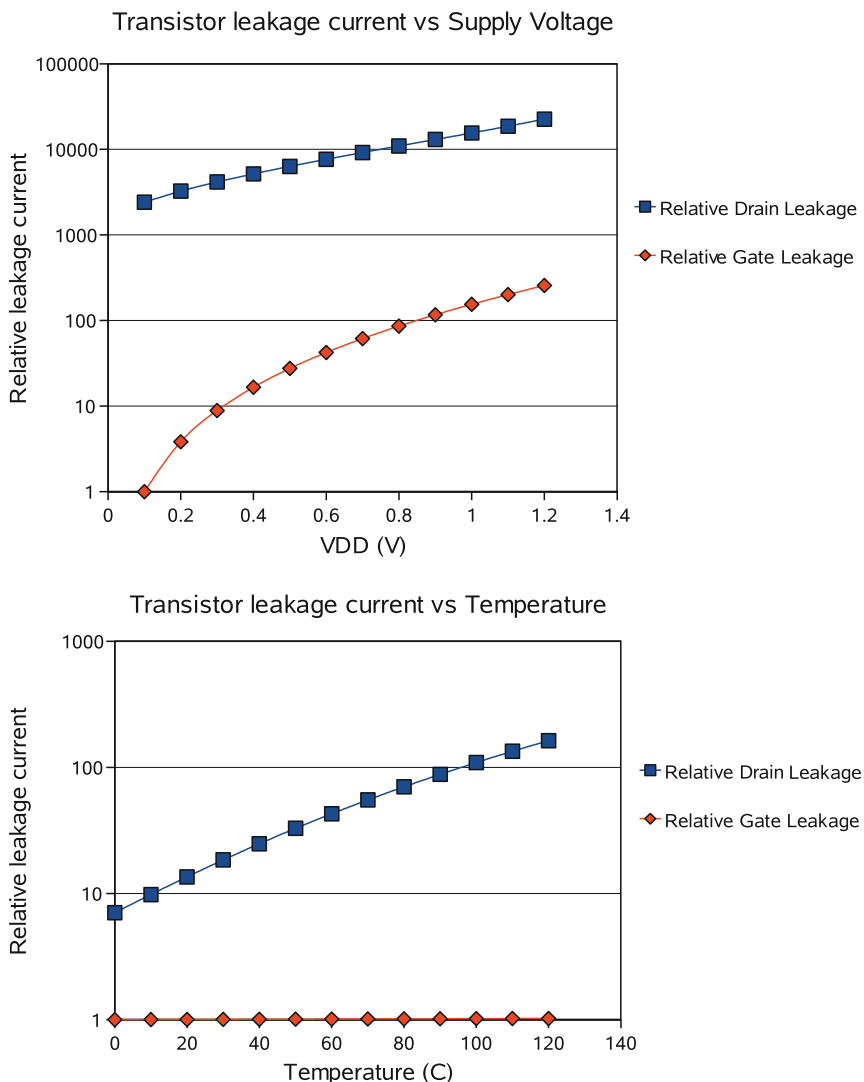 Transistor leakage current vs Supply Voltage
100000
10000
1000
100
10
1
Relative leakage current
0 0.2 0.4 0.6 0.8 1 1.2 1.4
VDD (V)
Relative Drain Leakage
Relative Gate Leakage
Transistor leakage current vs Temperature
1000
100
10
1
Relative leakage current
0 20 40 60 80 100 120 140
Temperature (C)
Relative Drain Leakage
Relative Gate Leakage